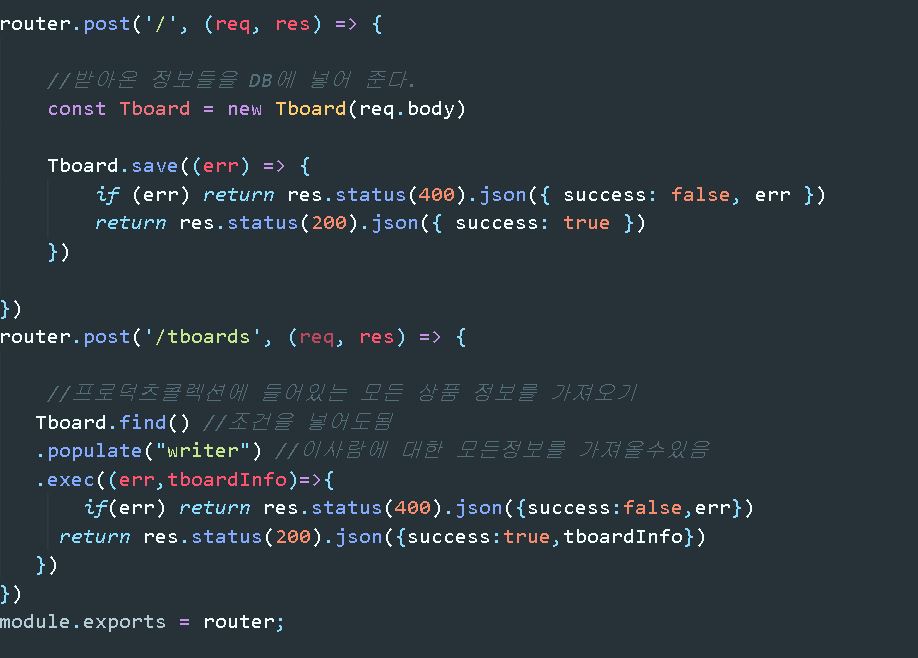 router.post('/', (req, res) => {
//받아온 정보들을 DB에 넣어 준다.
const Tboard = new Tboard(req.body)
Tboard.save((err) => {
if (err) return res.status(400).json({ success: false, err })
return res.status(200).json({ success: true })
})
})
router.post('/tboards', (req, res) => {
//프로덕츠콜렉션에 들어있는 모든 상품 정보를 가져오기
Tboard.find() //조건을 넣어도됨
.populate("writer") //이사람에 대한 모든정보를 가져올수있음
.exec((err,tboardInfo)=>{
if(err) return res.status(400).json({success:false,err})
return res.status(200).json({success:true,tboardInfo})
})
})
module.exports = router;